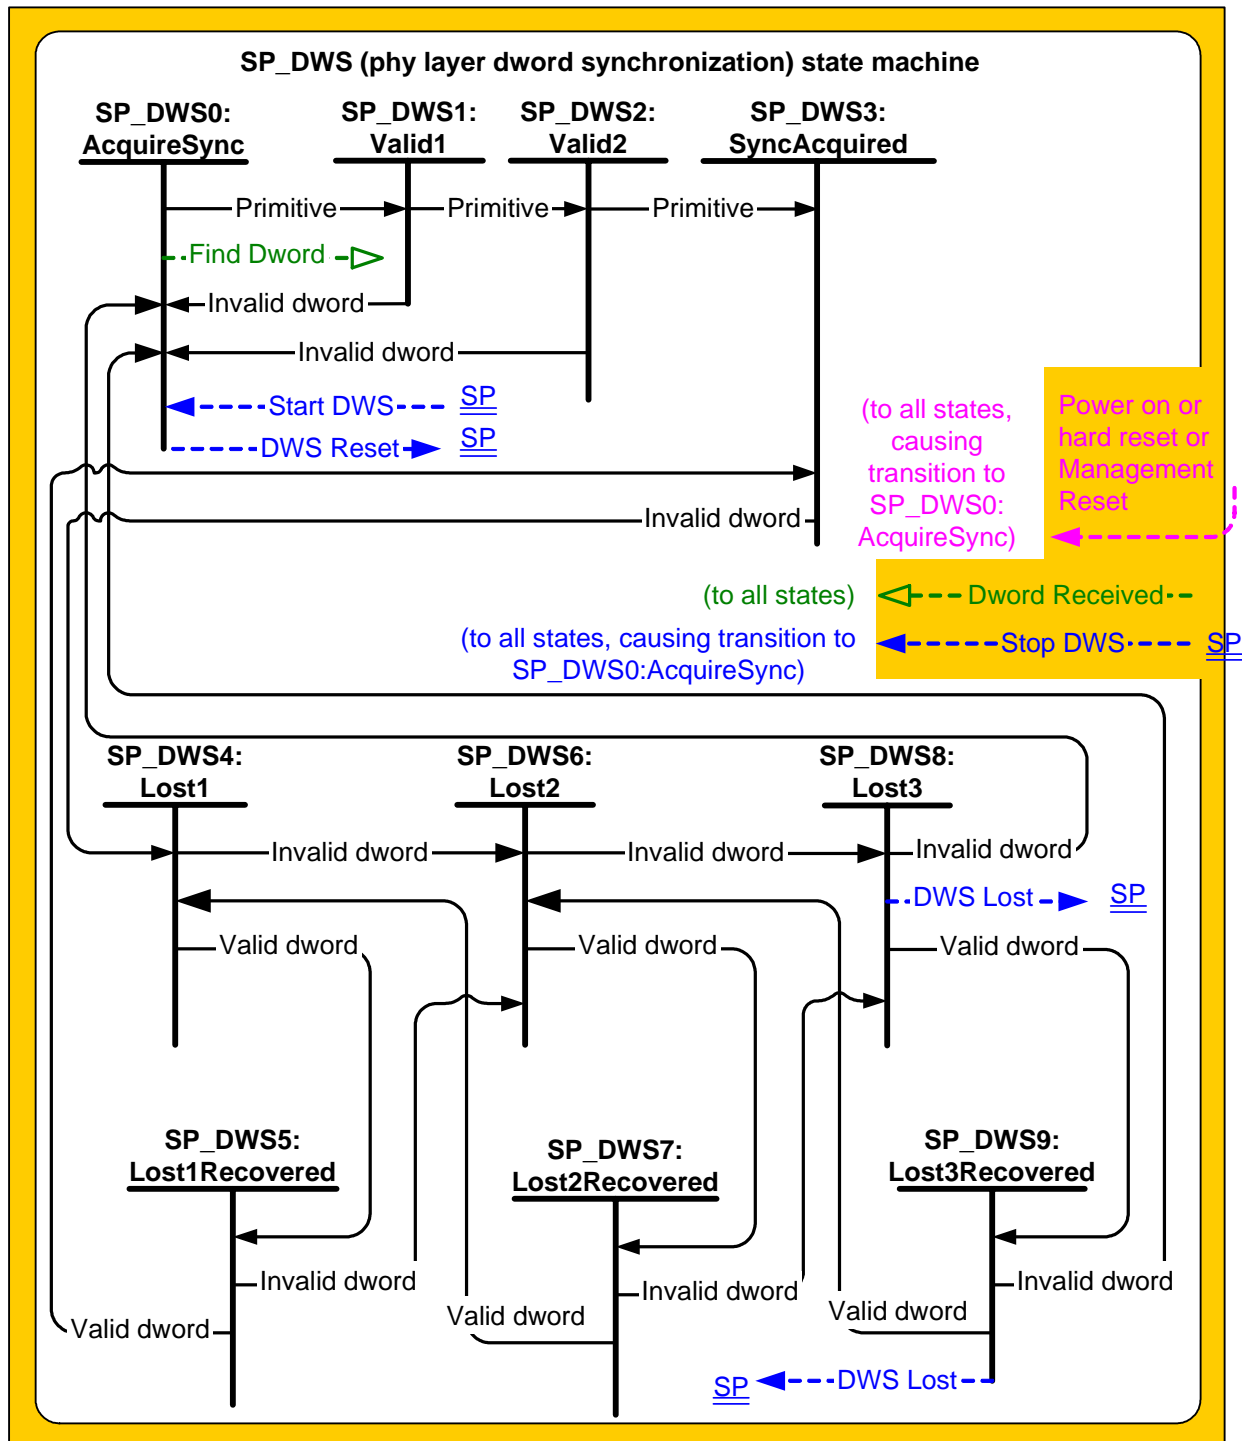 SP_DWS (phy layer dword synchronization) state machine
SP_DWS0:
AcquireSync
SP_DWS1:
Valid1
SP_DWS2:
Valid2
SP_DWS3:
SyncAcquired
Primitive
Primitive
Primitive
Find Dword
Invalid dword
Invalid dword
Start DWS
SP
DWS Reset
SP
Invalid dword
(to all states,
causing
transition to
SP_DWS0:
AcquireSync)
Power on or
hard reset or
Management
Reset
(to all states)
Dword Received
(to all states, causing transition to
SP_DWS0:AcquireSync)
Stop DWS
SP
SP_DWS4:
Lost1
SP_DWS6:
Lost2
SP_DWS8:
Lost3
Invalid dword
Invalid dword
Invalid dword
DWS Lost
SP
Valid dword
Valid dword
Valid dword
SP_DWS5:
Lost1Recovered
SP_DWS7:
Lost2Recovered
SP_DWS9:
Lost3Recovered
Invalid dword
Invalid dword
Invalid dword
Valid dword
Valid dword
Valid dword
SP
DWS Lost